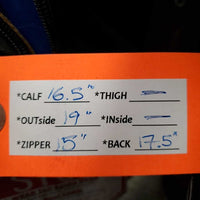 *CALF 16.5" *THIGH —
*OUTside 19" *INside —
*ZIPPER 15" *BACK 17.5"